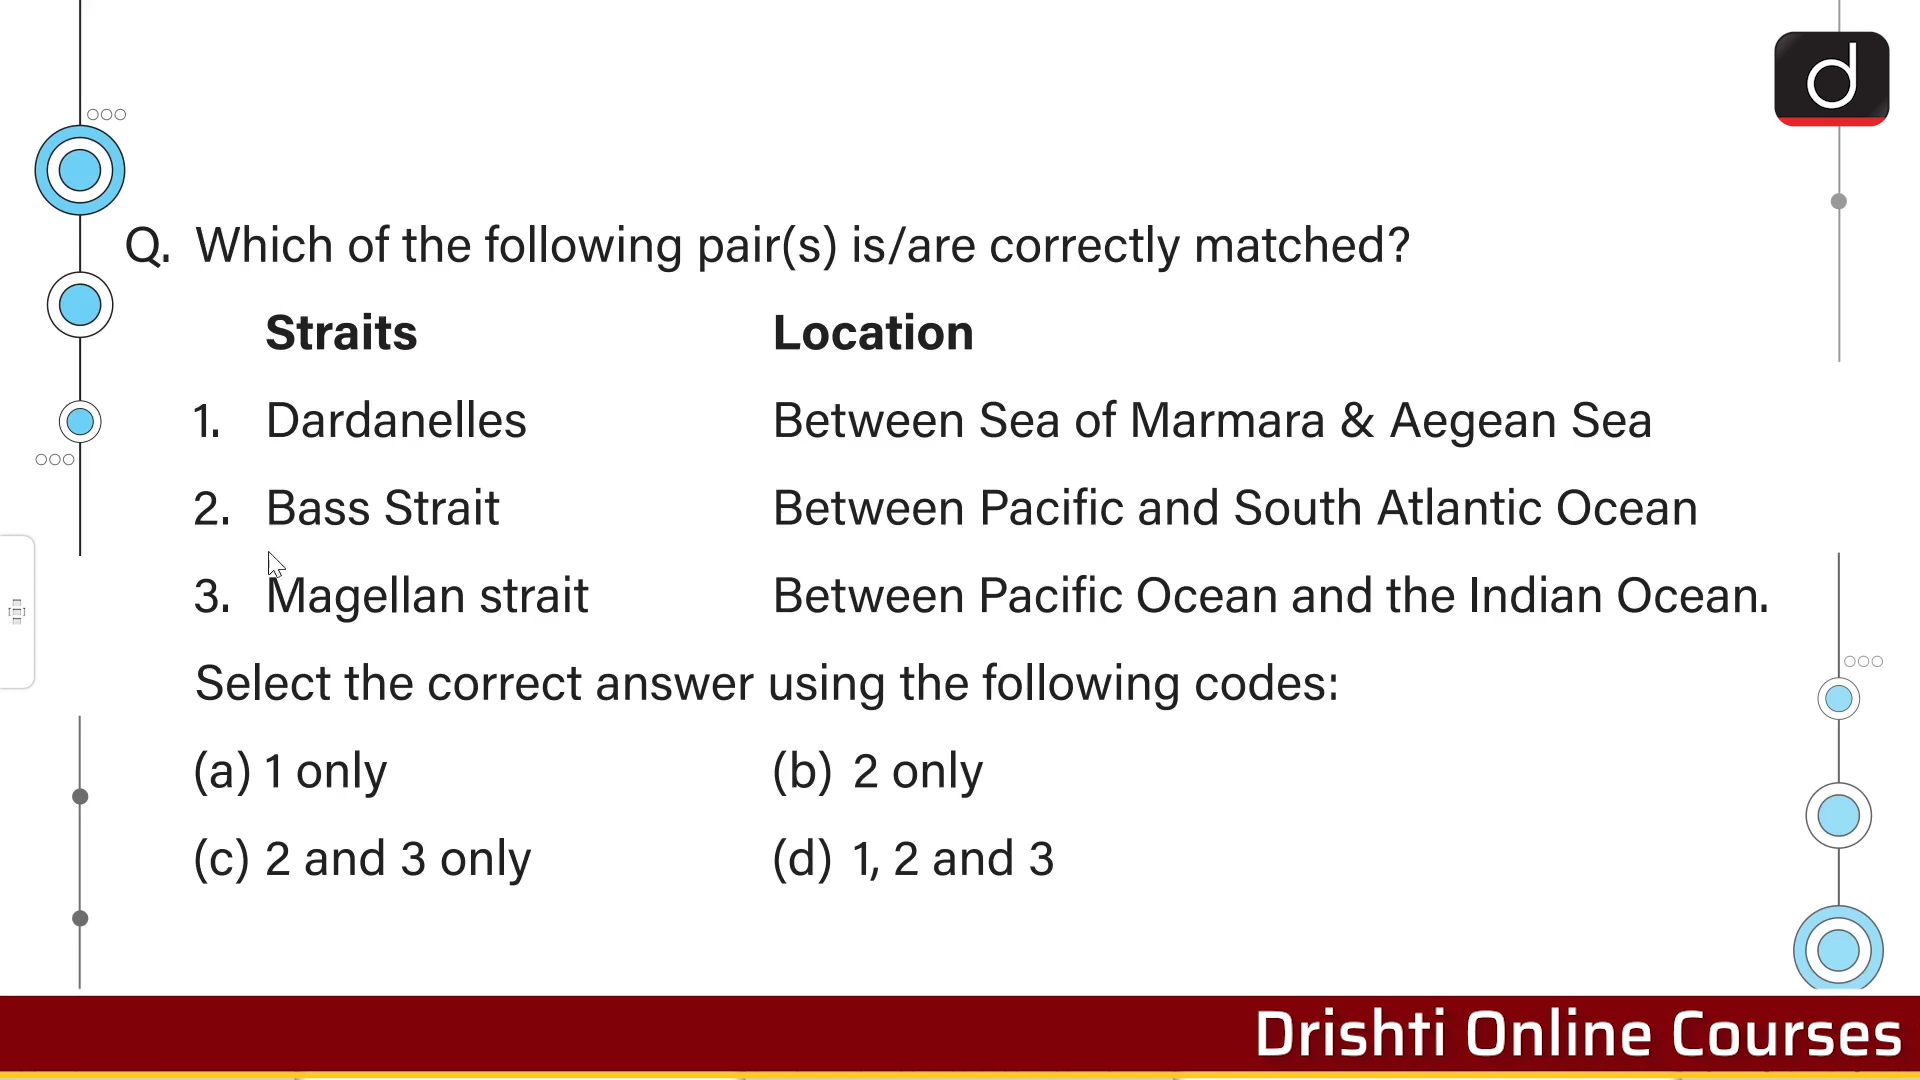 d
Q. Which of the following pair(s) is/are correctly matched?
Straits Location
1. Dardanelles Between Sea of Marmara & Aegean Sea
2. Bass Strait Between Pacific and South Atlantic Ocean
3. Magellan strait Between Pacific Ocean and the Indian Ocean.
Select the correct answer using the following codes:
(a) 1 only (b) 2 only
(c) 2 and 3 only (d) 1, 2 and 3
Drishti Online Courses